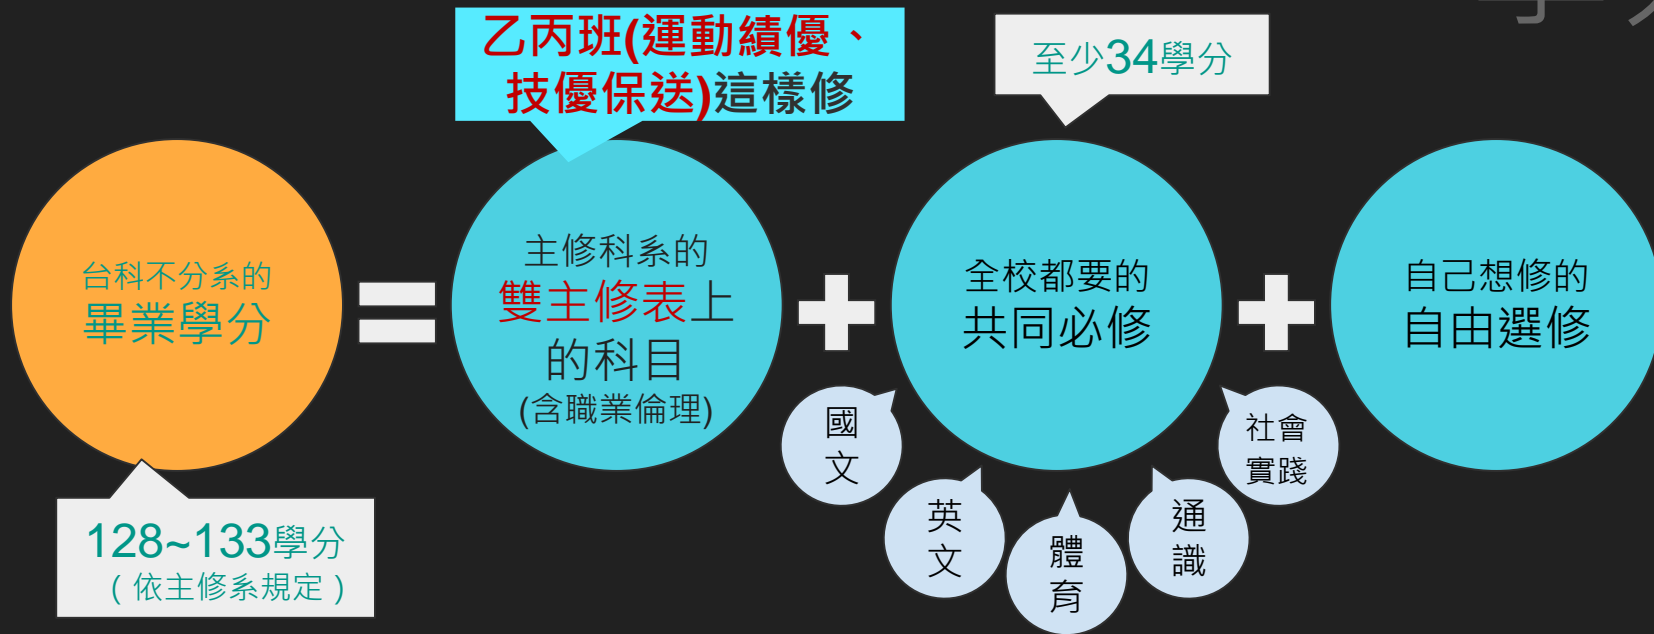 乙丙班(運動績優、
技優保送)這樣修
至少34學分
台科不分系的
畢業學分
主修科系的
雙主修表上
的科目
(含職業倫理)
全校都要的
共同必修
自己想修的
自由選修
國
文
英
文
體
育
通
識
社會
實踐
128~133學分
(依主修系規定)